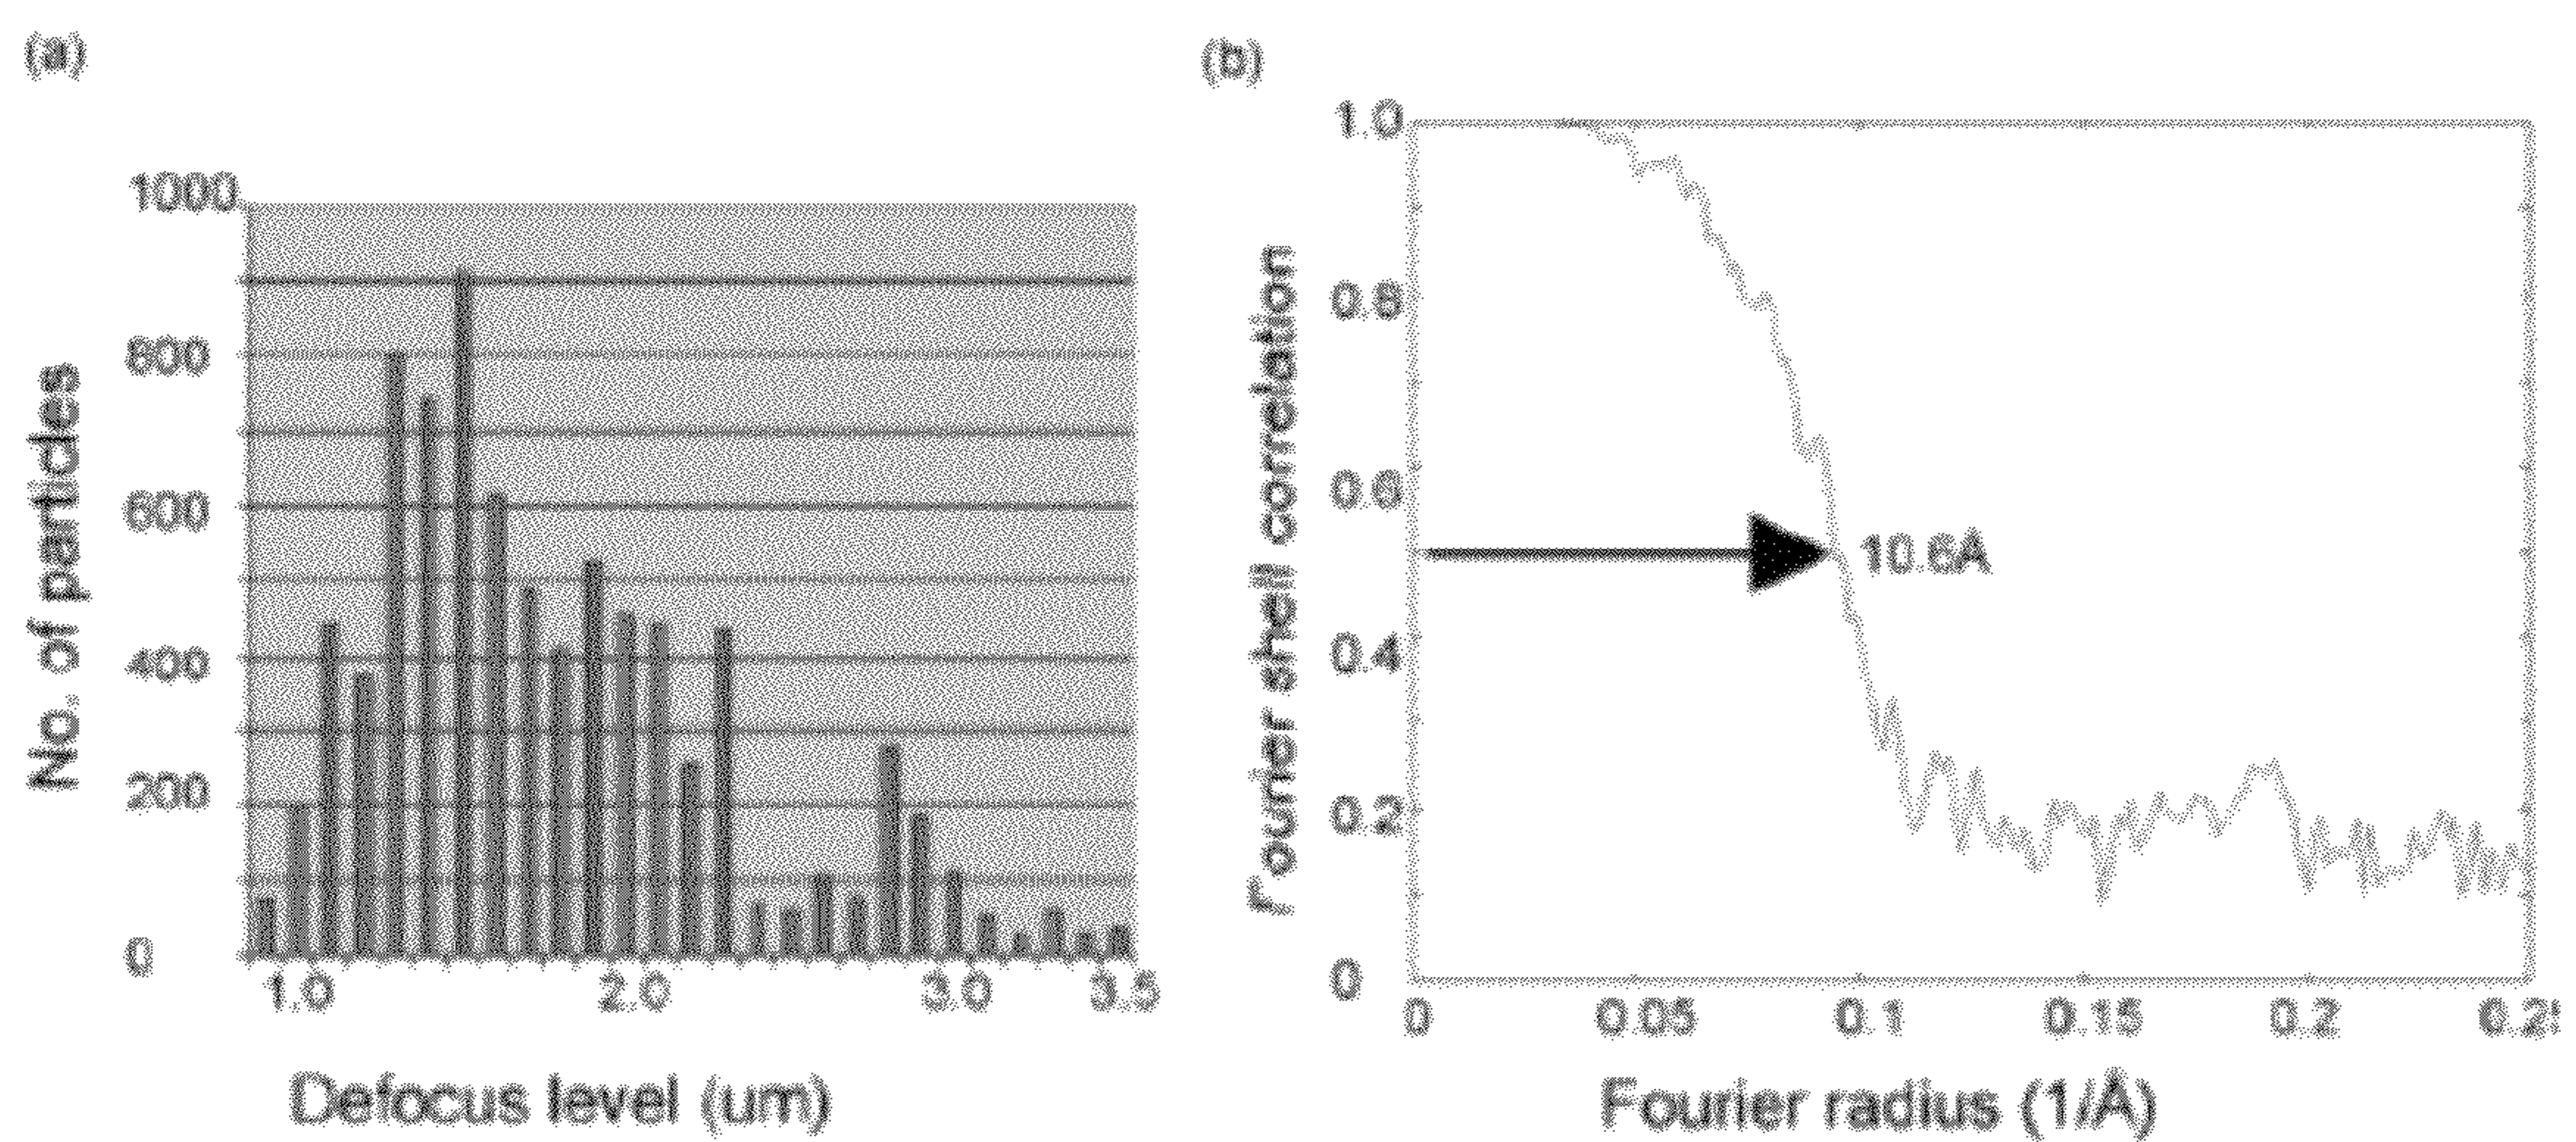 (a)
No. of particles
1000
800
600
400
200
0
1.0 2.0 3.0 3.5
Defocus level (um)
(b)
Fourier shell correlation
1.0
0.8
0.6
0.4
0.2
0
10.6Å
0 0.05 0.1 0.15 0.2
Fourier radius (1/Å)